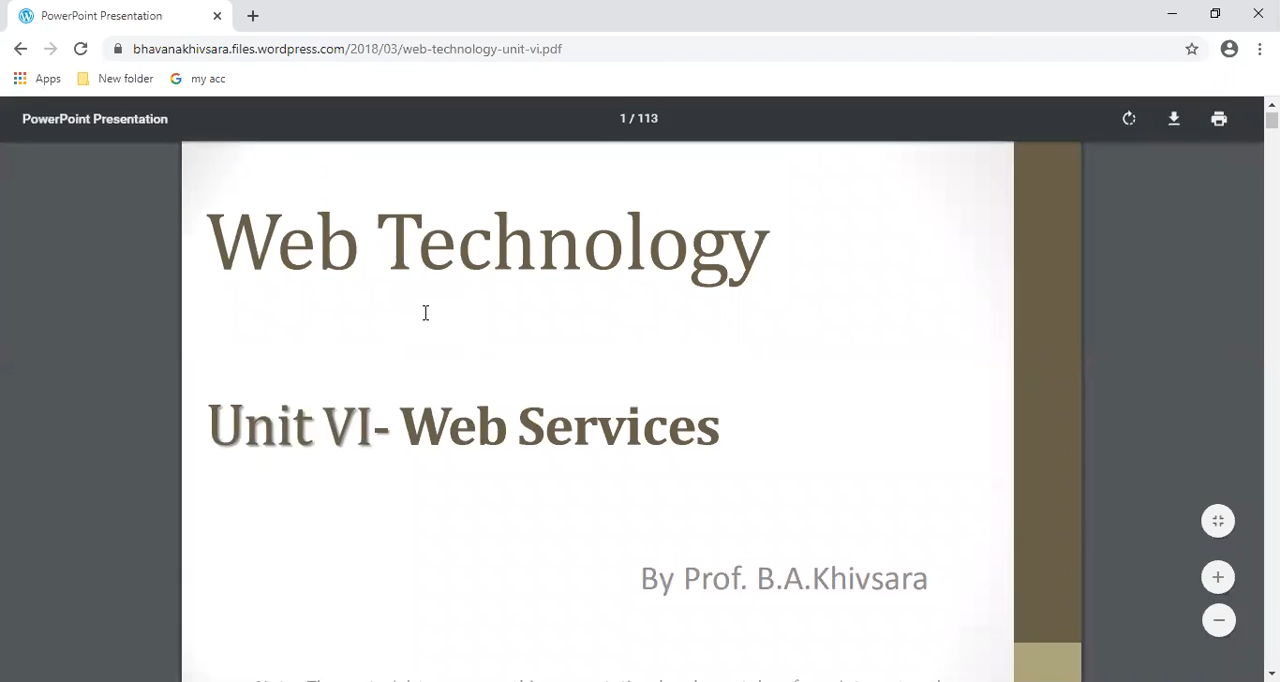 PowerPoint Presentation
bhavanakhivsara.files.wordpress.com/2018/03/web-technology-unit-vi.pdf
Apps New folder my acc
PowerPoint Presentation 1 / 113
Web Technology
Unit VI- Web Services
By Prof. B.A.Khivsara